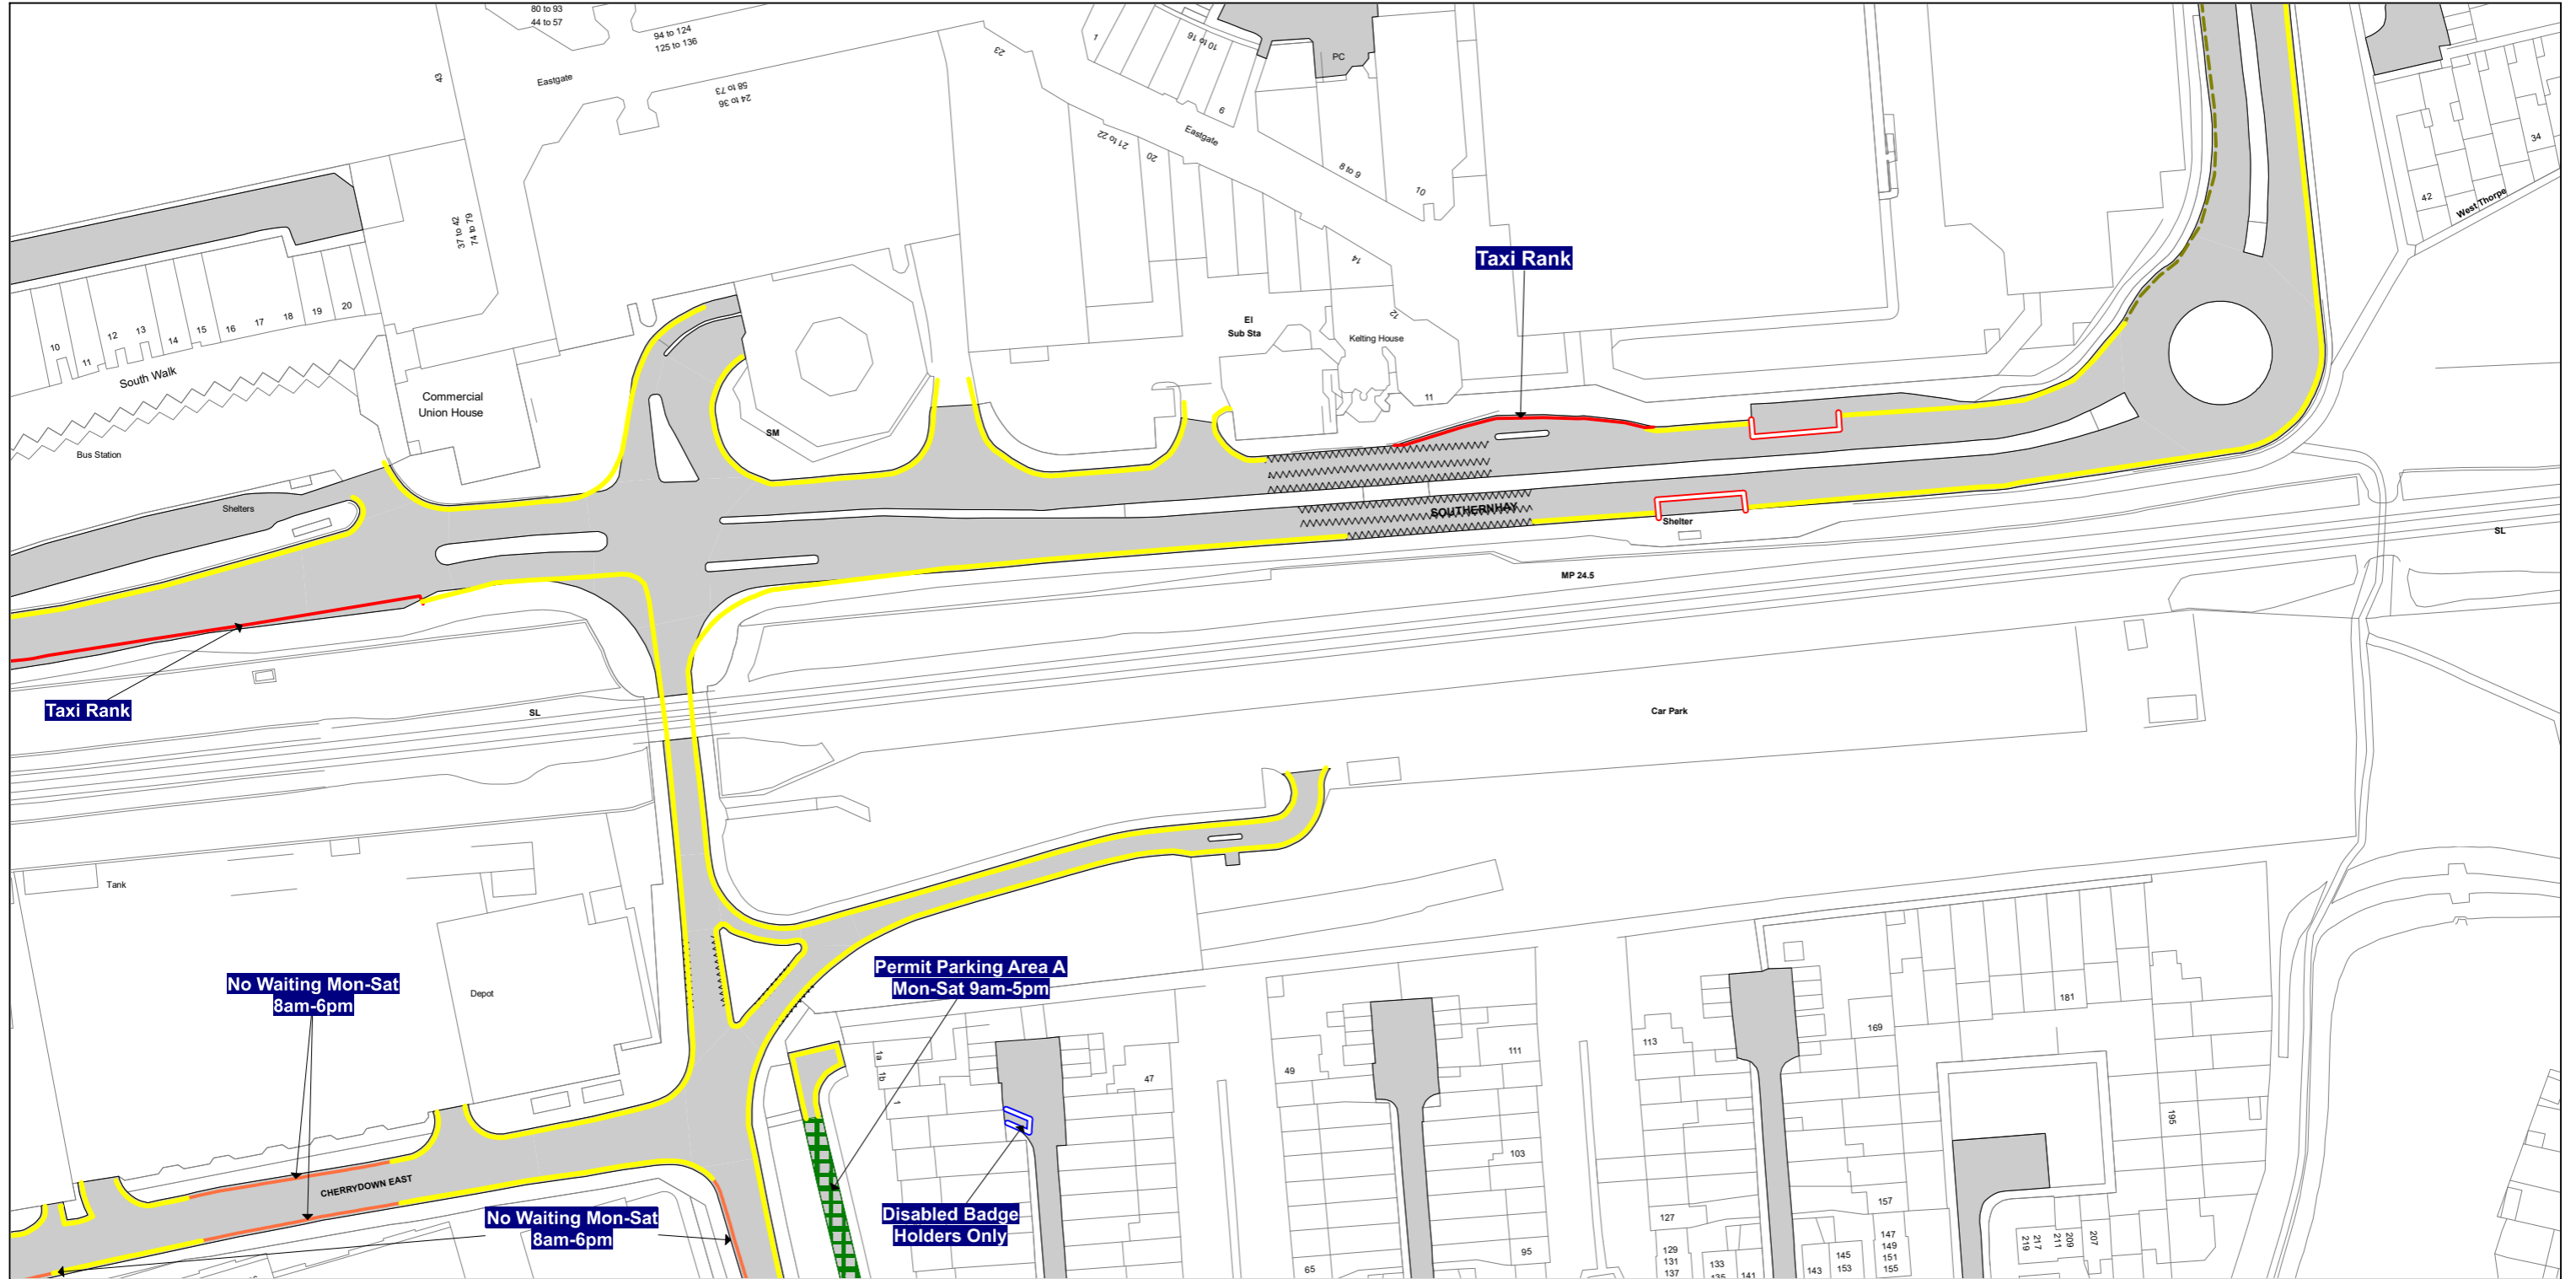 80 to 93
44 to 57
94 to 124
125 to 136
43
Eastgate
58 to 73
24 to 36
23
1
10 to 16
PC
9
Eastgate
21 to 22
20
8 to 9
10
34
42
West Thorpe
37 to 42
74 to 79
Taxi Rank
14
12
El
Sub Sta
Kelting House
11
10
11
12
13
14
15
16
17
18
19
20
South Walk
Commercial
Union House
SM
Bus Station
Shelters
SOUTHERNHAY
Shelter
SL
MP 24.5
Taxi Rank
SL
Car Park
Tank
No Waiting Mon-Sat
8am-6pm
Depot
Permit Parking Area A
Mon-Sat 9am-5pm
1a
1b
1
47
49
111
113
169
181
195
103
157
CHERRYDOWN EAST
No Waiting Mon-Sat
8am-6pm
Disabled Badge
Holders Only
65
95
127
129
131
137
133
135
141
143
145
153
147
149
151
155
219
217
211
209
207